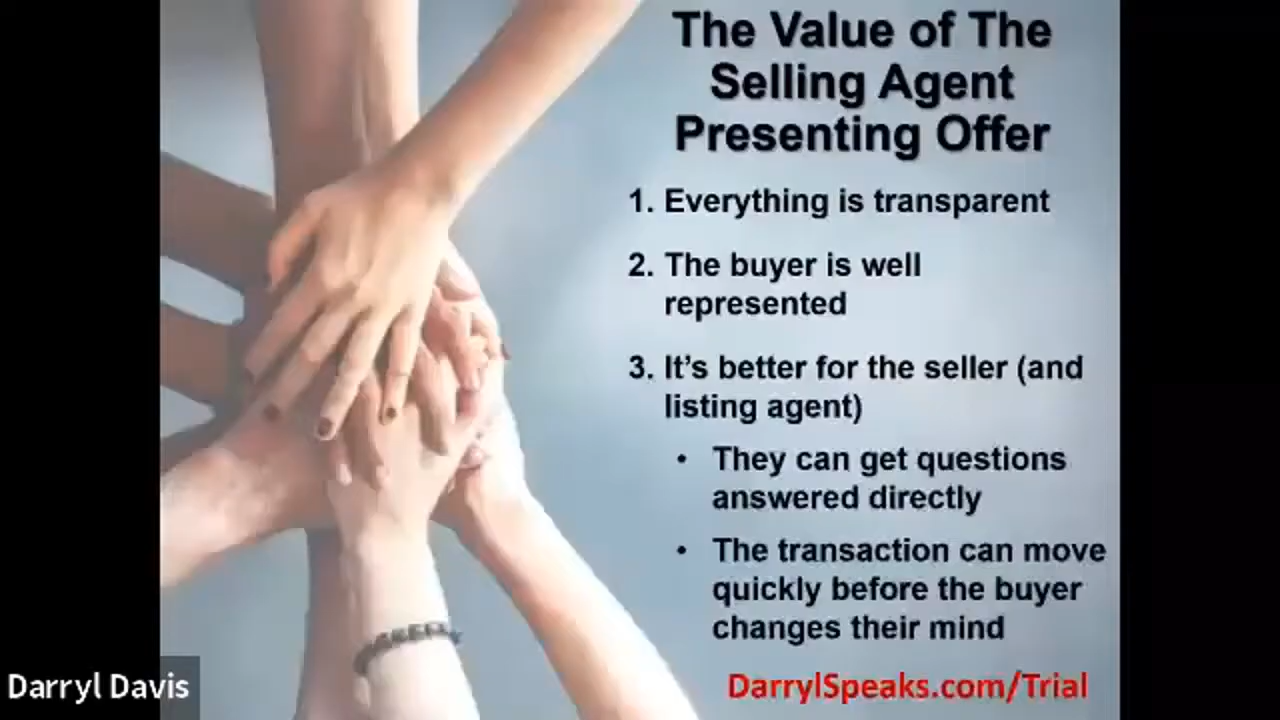 The Value of The
Selling Agent
Presenting Offer
1. Everything is transparent
2. The buyer is well
represented
3. It’s better for the seller (and
listing agent)
• They can get questions
answered directly
• The transaction can move
quickly before the buyer
changes their mind
DarrylSpeaks.com/Trial
Darryl Davis